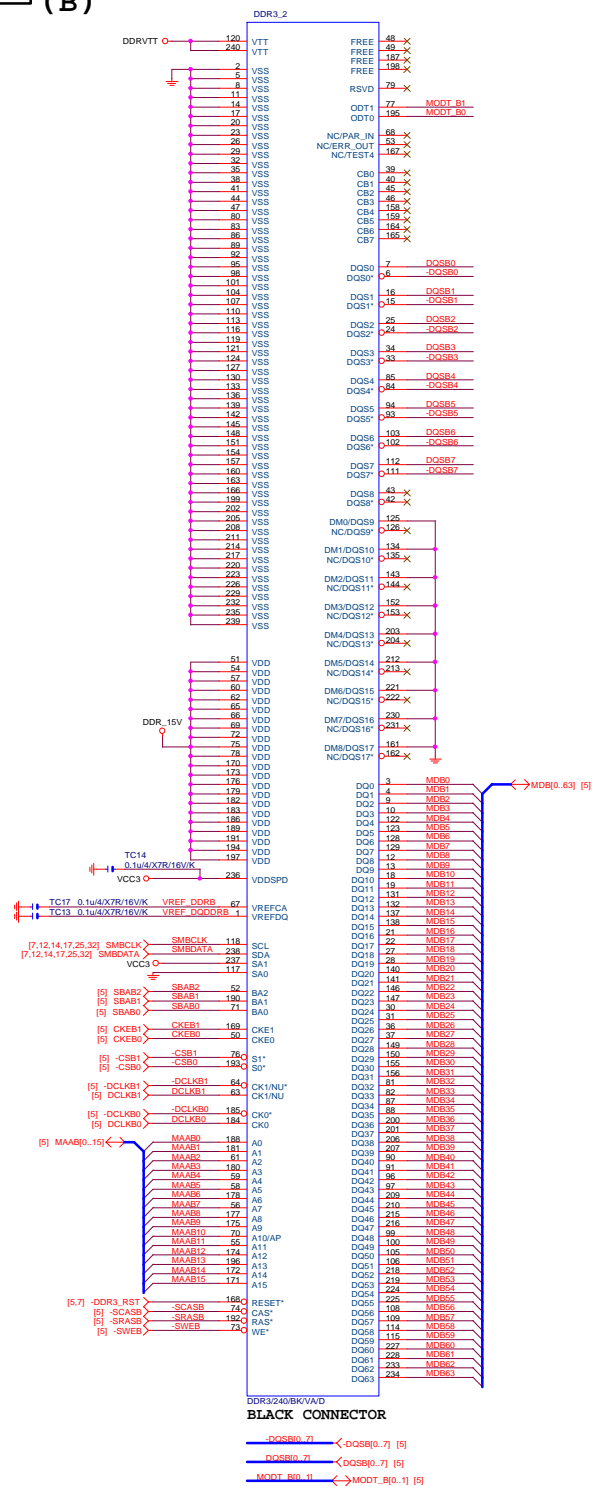 (B)
DDR3_2
DDRVTT 120 VTT
240 VTT
2 VSS
5 VSS
8 VSS
11 VSS
14 VSS
17 VSS
20 VSS
23 VSS
26 VSS
29 VSS
32 VSS
35 VSS
38 VSS
41 VSS
44 VSS
47 VSS
80 VSS
83 VSS
86 VSS
89 VSS
92 VSS
95 VSS
98 VSS
101 VSS
104 VSS
107 VSS
110 VSS
113 VSS
116 VSS
119 VSS
121 VSS
124 VSS
127 VSS
130 VSS
133 VSS
136 VSS
139 VSS
142 VSS
145 VSS
148 VSS
151 VSS
154 VSS
157 VSS
160 VSS
163 VSS
166 VSS
199 VSS
202 VSS
205 VSS
208 VSS
211 VSS
214 VSS
217 VSS
220 VSS
223 VSS
226 VSS
229 VSS
232 VSS
235 VSS
239 VSS
51 VDD
54 VDD
57 VDD
60 VDD
62 VDD
65 VDD
66 VDD
DDR_15V 69 VDD
72 VDD
75 VDD
78 VDD
170 VDD
173 VDD
176 VDD
179 VDD
182 VDD
183 VDD
186 VDD
189 VDD
191 VDD
194 VDD
197 VDD
TC14
0.1u/4/X7R/16V/K
VCC3 236 VDDSPD
TC17 0.1u/4/X7R/16V/K VREF_DDRB 67 VREFCA
TC13 0.1u/4/X7R/16V/K VREF_DQDDRB 1 VREFDQ
[7,12,14,17,25,32] SMBCLK SMBCLK 118 SCL
[7,12,14,17,25,32] SMBDATA SMBDATA 238 SDA
VCC3 237 SA1
117 SA0
[5] SBAB2 SBAB2 52 BA2
[5] SBAB1 SBAB1 190 BA1
[5] SBAB0 SBAB0 71 BA0
[5] CKEB1 CKEB1 169 CKE1
[5] CKEB0 CKEB0 50 CKE0
[5] -CSB1 -CSB1 76 S1*
[5] -CSB0 -CSB0 193 S0*
[5] -DCLKB1 -DCLKB1 64 CK1/NU*
[5] DCLKB1 DCLKB1 63 CK1/NU
[5] -DCLKB0 -DCLKB0 185 CK0*
[5] DCLKB0 DCLKB0 184 CK0
[5] MAAB[0..15] MAAB0 188 A0
MAAB1 181 A1
MAAB2 61 A2
MAAB3 180 A3
MAAB4 59 A4
MAAB5 58 A5
MAAB6 178 A6
MAAB7 56 A7
MAAB8 177 A8
MAAB9 175 A9
MAAB10 70 A10/AP
MAAB11 55 A11
MAAB12 174 A12
MAAB13 196 A13
MAAB14 172 A14
MAAB15 171 A15
[5,7] -DDR3_RST 168 RESET*
[5] -SCASB -SCASB 74 CAS*
[5] -SRASB -SRASB 192 RAS*
[5] -SWEB -SWEB 73 WE*
FREE 48
FREE 49
FREE 187
FREE 198
RSVD 79
ODT1 77 MODT_B1
ODT0 195 MODT_B0
NC/PAR_IN 68
NC/ERR_OUT 53
NC/TEST4 167
CB0 39
CB1 40
CB2 45
CB3 46
CB4 158
CB5 159
CB6 164
CB7 165
DQS0 7 DQSB0
DQS0* 6 -DQSB0
DQS1 16 DQSB1
DQS1* 15 -DQSB1
DQS2 25 DQSB2
DQS2* 24 -DQSB2
DQS3 34 DQSB3
DQS3* 33 -DQSB3
DQS4 85 DQSB4
DQS4* 84 -DQSB4
DQS5 94 DQSB5
DQS5* 93 -DQSB5
DQS6 103 DQSB6
DQS6* 102 -DQSB6
DQS7 112 DQSB7
DQS7* 111 -DQSB7
DQS8 43
DQS8* 42
DM0/DQS9 125
NC/DQS9* 126
DM1/DQS10 134
NC/DQS10* 135
DM2/DQS11 143
NC/DQS11* 144
DM3/DQS12 152
NC/DQS12* 153
DM4/DQS13 203
NC/DQS13* 204
DM5/DQS14 212
NC/DQS14* 213
DM6/DQS15 221
NC/DQS15* 222
DM7/DQS16 230
NC/DQS16* 231
DM8/DQS17 161
NC/DQS17* 162
DQ0 3 MDB0 MDB[0..63] [5]
DQ1 4 MDB1
DQ2 9 MDB2
DQ3 10 MDB3
DQ4 122 MDB4
DQ5 123 MDB5
DQ6 128 MDB6
DQ7 129 MDB7
DQ8 12 MDB8
DQ9 13 MDB9
DQ10 18 MDB10
DQ11 19 MDB11
DQ12 131 MDB12
DQ13 132 MDB13
DQ14 137 MDB14
DQ15 138 MDB15
DQ16 21 MDB16
DQ17 22 MDB17
DQ18 27 MDB18
DQ19 28 MDB19
DQ20 140 MDB20
DQ21 141 MDB21
DQ22 146 MDB22
DQ23 147 MDB23
DQ24 30 MDB24
DQ25 31 MDB25
DQ26 36 MDB26
DQ27 37 MDB27
DQ28 149 MDB28
DQ29 150 MDB29
DQ30 155 MDB30
DQ31 156 MDB31
DQ32 81 MDB32
DQ33 82 MDB33
DQ34 87 MDB34
DQ35 88 MDB35
DQ36 200 MDB36
DQ37 201 MDB37
DQ38 206 MDB38
DQ39 207 MDB39
DQ40 90 MDB40
DQ41 91 MDB41
DQ42 96 MDB42
DQ43 97 MDB43
DQ44 209 MDB44
DQ45 210 MDB45
DQ46 215 MDB46
DQ47 216 MDB47
DQ48 99 MDB48
DQ49 100 MDB49
DQ50 105 MDB50
DQ51 106 MDB51
DQ52 218 MDB52
DQ53 219 MDB53
DQ54 224 MDB54
DQ55 225 MDB55
DQ56 108 MDB56
DQ57 109 MDB57
DQ58 114 MDB58
DQ59 115 MDB59
DQ60 227 MDB60
DQ61 228 MDB61
DQ62 233 MDB62
DQ63 234 MDB63
DDR3/240/BK/VA/D
BLACK CONNECTOR
-DQSB[0..7] -DQSB[0..7] [5]
DQSB[0..7] DQSB[0..7] [5]
MODT_B[0..1] MODT_B[0..1] [5]